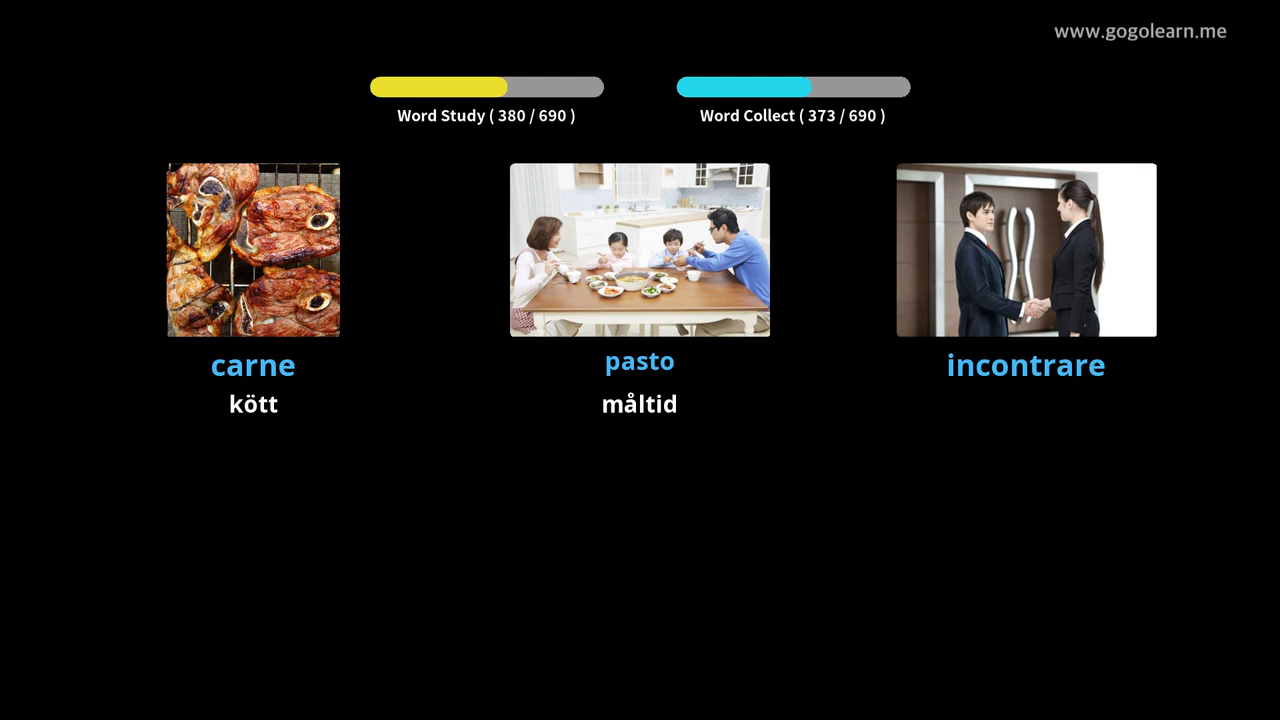 www.gogolearn.me
Word Study ( 380 / 690 )
Word Collect ( 373 / 690 )
carne
pasto
incontrare
kött
måltid